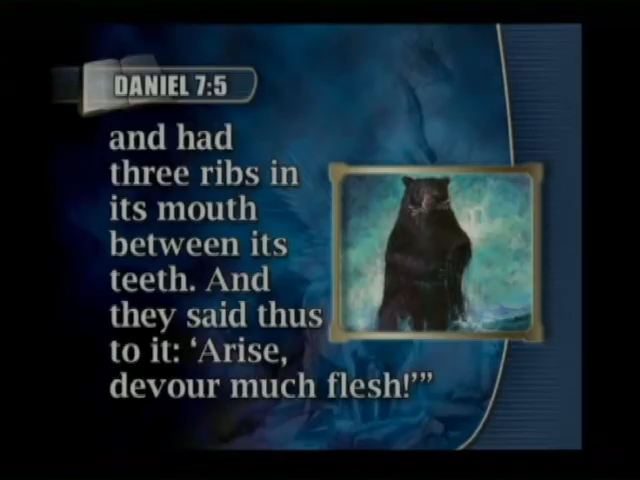 DANIEL 7:5
and had
three ribs in
its mouth
between its
teeth. And
they said thus
to it: ‘Arise,
devour much flesh!’”